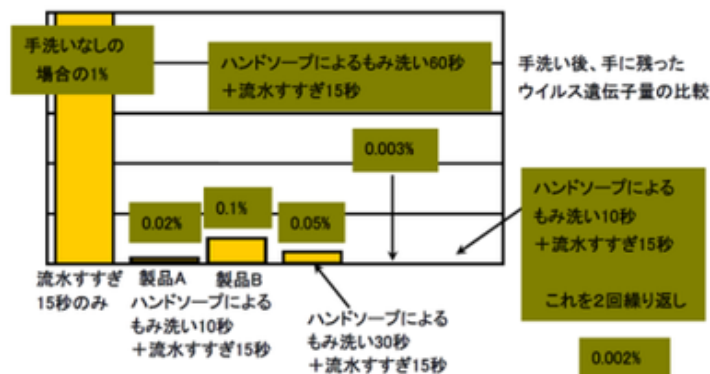 手洗いなしの
場合の1%
ハンドソープによるもみ洗い60秒
+流水すすぎ15秒
手洗い後、手に残った
ウイルス遺伝子量の比較
0.003%
0.02%
0.1%
0.05%
ハンドソープによる
もみ洗い10秒
+流水すすぎ15秒
これを2回繰り返し
0.002%
流水すすぎ
15秒のみ
製品A
製品B
ハンドソープによる
もみ洗い10秒
+流水すすぎ15秒
ハンドソープによる
もみ洗い30秒
+流水すすぎ15秒